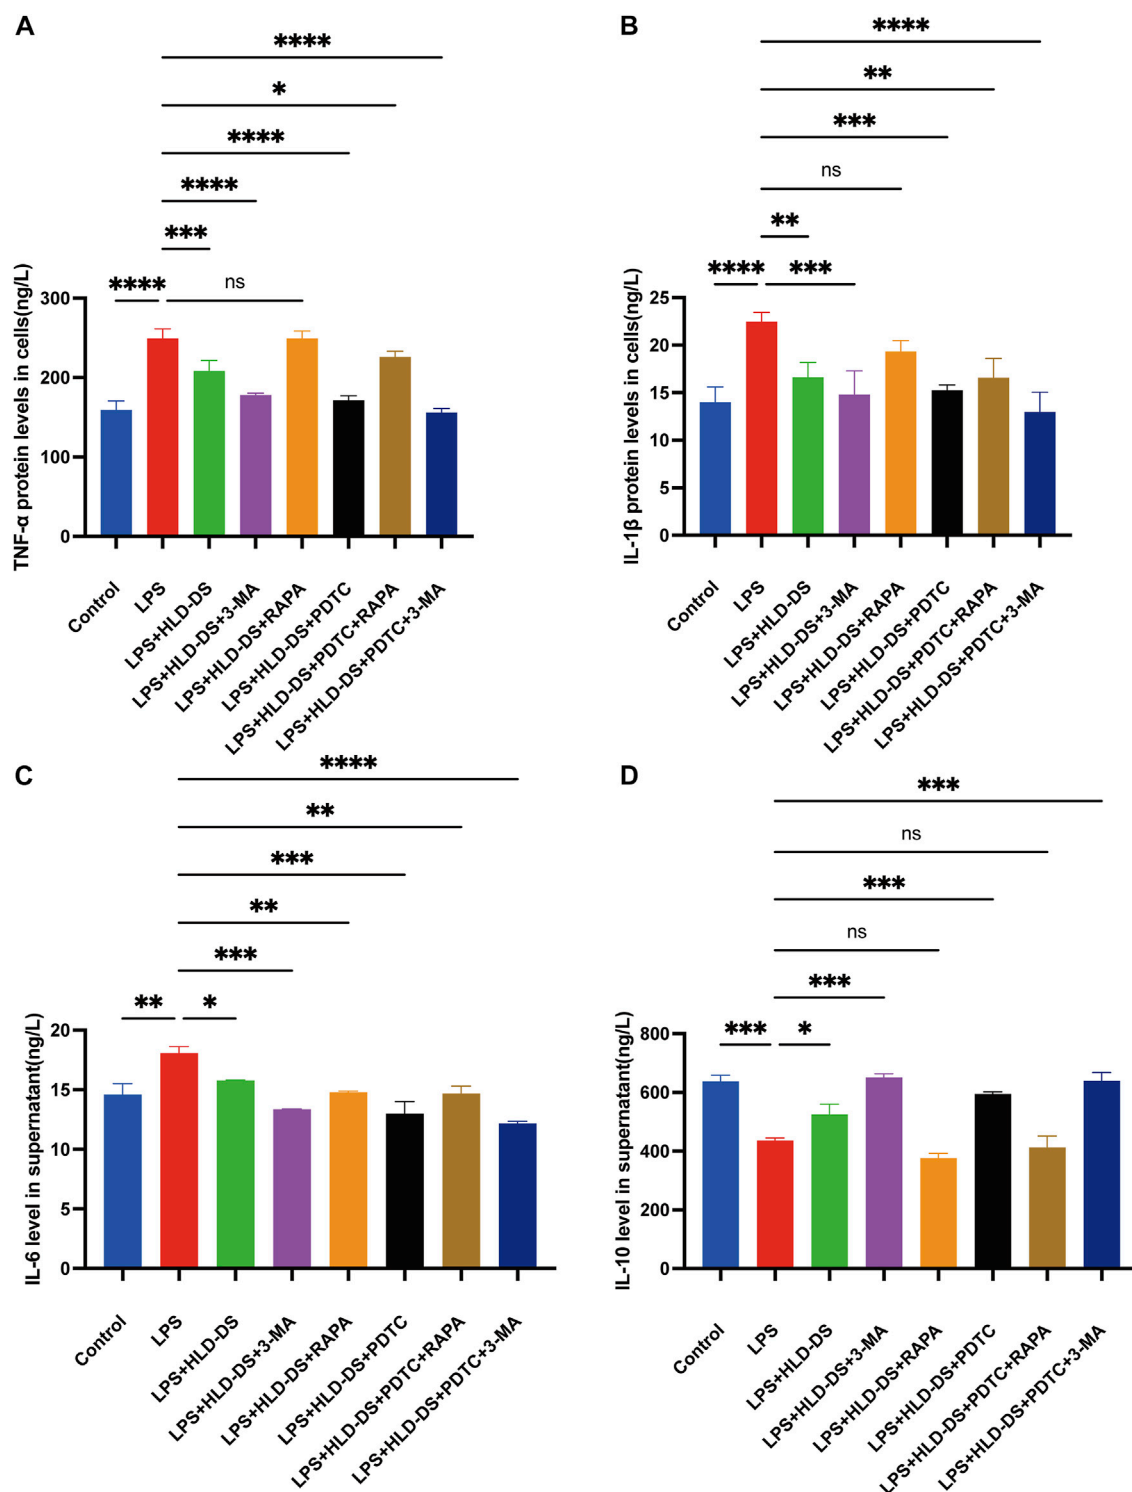 A
****
*
****
****
***
**** ns
TNF-α protein levels in cells(ng/L)
300
200
100
0
Control
LPS
LPS+HLD-DS
LPS+HLD-DS+3-MA
LPS+HLD-DS+RAPA
LPS+HLD-DS+PDTC
LPS+HLD-DS+PDTC+RAPA
LPS+HLD-DS+PDTC+3-MA
B
****
**
***
ns
**
**** ***
IL-1β protein levels in cells(ng/L)
25
20
15
10
5
0
Control
LPS
LPS+HLD-DS
LPS+HLD-DS+3-MA
LPS+HLD-DS+RAPA
LPS+HLD-DS+PDTC
LPS+HLD-DS+PDTC+RAPA
LPS+HLD-DS+PDTC+3-MA
C
****
**
***
**
***
** *
IL-6 level in supernatant(ng/L)
20
15
10
5
0
Control
LPS
LPS+HLD-DS
LPS+HLD-DS+3-MA
LPS+HLD-DS+RAPA
LPS+HLD-DS+PDTC
LPS+HLD-DS+PDTC+RAPA
LPS+HLD-DS+PDTC+3-MA
D
***
ns
***
ns
***
*** *
IL-10 level in supernatant(ng/L)
800
600
400
200
0
Control
LPS
LPS+HLD-DS
LPS+HLD-DS+3-MA
LPS+HLD-DS+RAPA
LPS+HLD-DS+PDTC
LPS+HLD-DS+PDTC+RAPA
LPS+HLD-DS+PDTC+3-MA